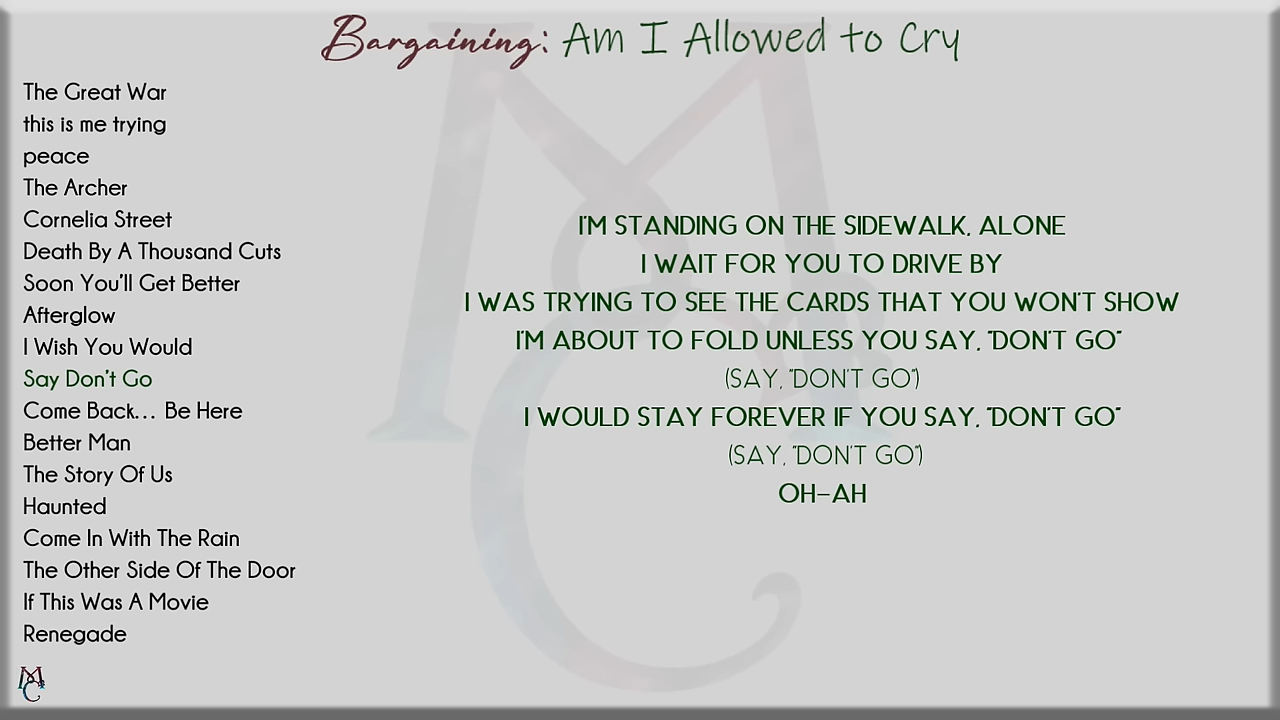 Bargaining: Am I Allowed to Cry
The Great War
this is me trying
peace
The Archer
Cornelia Street
Death By A Thousand Cuts
Soon You'll Get Better
Afterglow
I Wish You Would
Say Don't Go
Come Back... Be Here
Better Man
The Story Of Us
Haunted
Come In With The Rain
The Other Side Of The Door
If This Was A Movie
Renegade
I'M STANDING ON THE SIDEWALK, ALONE
I WAIT FOR YOU TO DRIVE BY
I WAS TRYING TO SEE THE CARDS THAT YOU WON'T SHOW
I'M ABOUT TO FOLD UNLESS YOU SAY, "DON'T GO"
(SAY, "DON'T GO")
I WOULD STAY FOREVER IF YOU SAY, "DON'T GO"
(SAY, "DON'T GO")
OH-AH